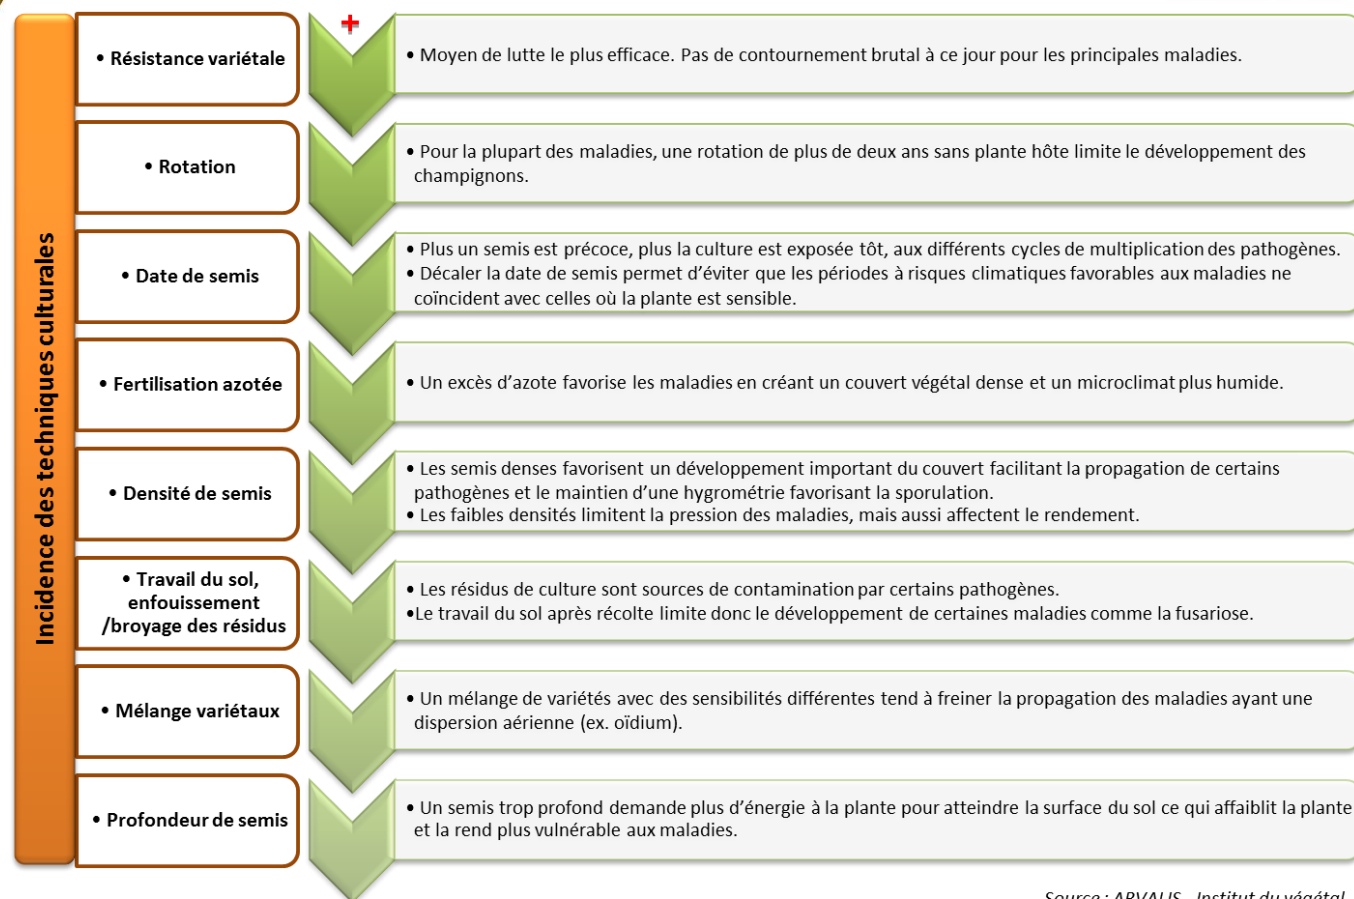 Incidence des techniques culturales
+
• Résistance variétale
• Moyen de lutte le plus efficace. Pas de contournement brutal à ce jour pour les principales maladies.
• Rotation
• Pour la plupart des maladies, une rotation de plus de deux ans sans plante hôte limite le développement des
champignons.
• Date de semis
• Plus un semis est précoce, plus la culture est exposée tôt, aux différents cycles de multiplication des pathogènes.
• Décaler la date de semis permet d’éviter que les périodes à risques climatiques favorables aux maladies ne
coïncident avec celles où la plante est sensible.
• Fertilisation azotée
• Un excès d’azote favorise les maladies en créant un couvert végétal dense et un microclimat plus humide.
• Densité de semis
• Les semis denses favorisent un développement important du couvert facilitant la propagation de certains
pathogènes et le maintien d’une hygrométrie favorisant la sporulation.
• Les faibles densités limitent la pression des maladies, mais aussi affectent le rendement.
• Travail du sol,
enfouissement
/broyage des résidus
• Les résidus de culture sont sources de contamination par certains pathogènes.
•Le travail du sol après récolte limite donc le développement de certaines maladies comme la fusariose.
• Mélange variétaux
• Un mélange de variétés avec des sensibilités différentes tend à freiner la propagation des maladies ayant une
dispersion aérienne (ex. oïdium).
• Profondeur de semis
• Un semis trop profond demande plus d’énergie à la plante pour atteindre la surface du sol ce qui affaiblit la plante
et la rend plus vulnérable aux maladies.
Source : ARVALIS - Institut du végétal